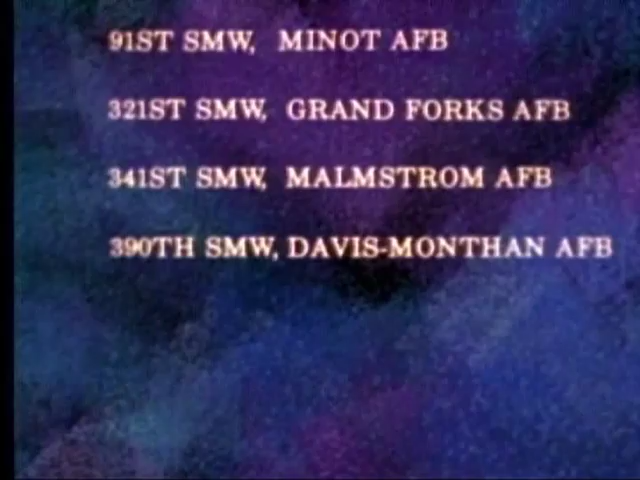 91ST SMW, MINOT AFB
321ST SMW, GRAND FORKS AFB
341ST SMW, MALMSTROM AFB
390TH SMW, DAVIS-MONTHAN AFB